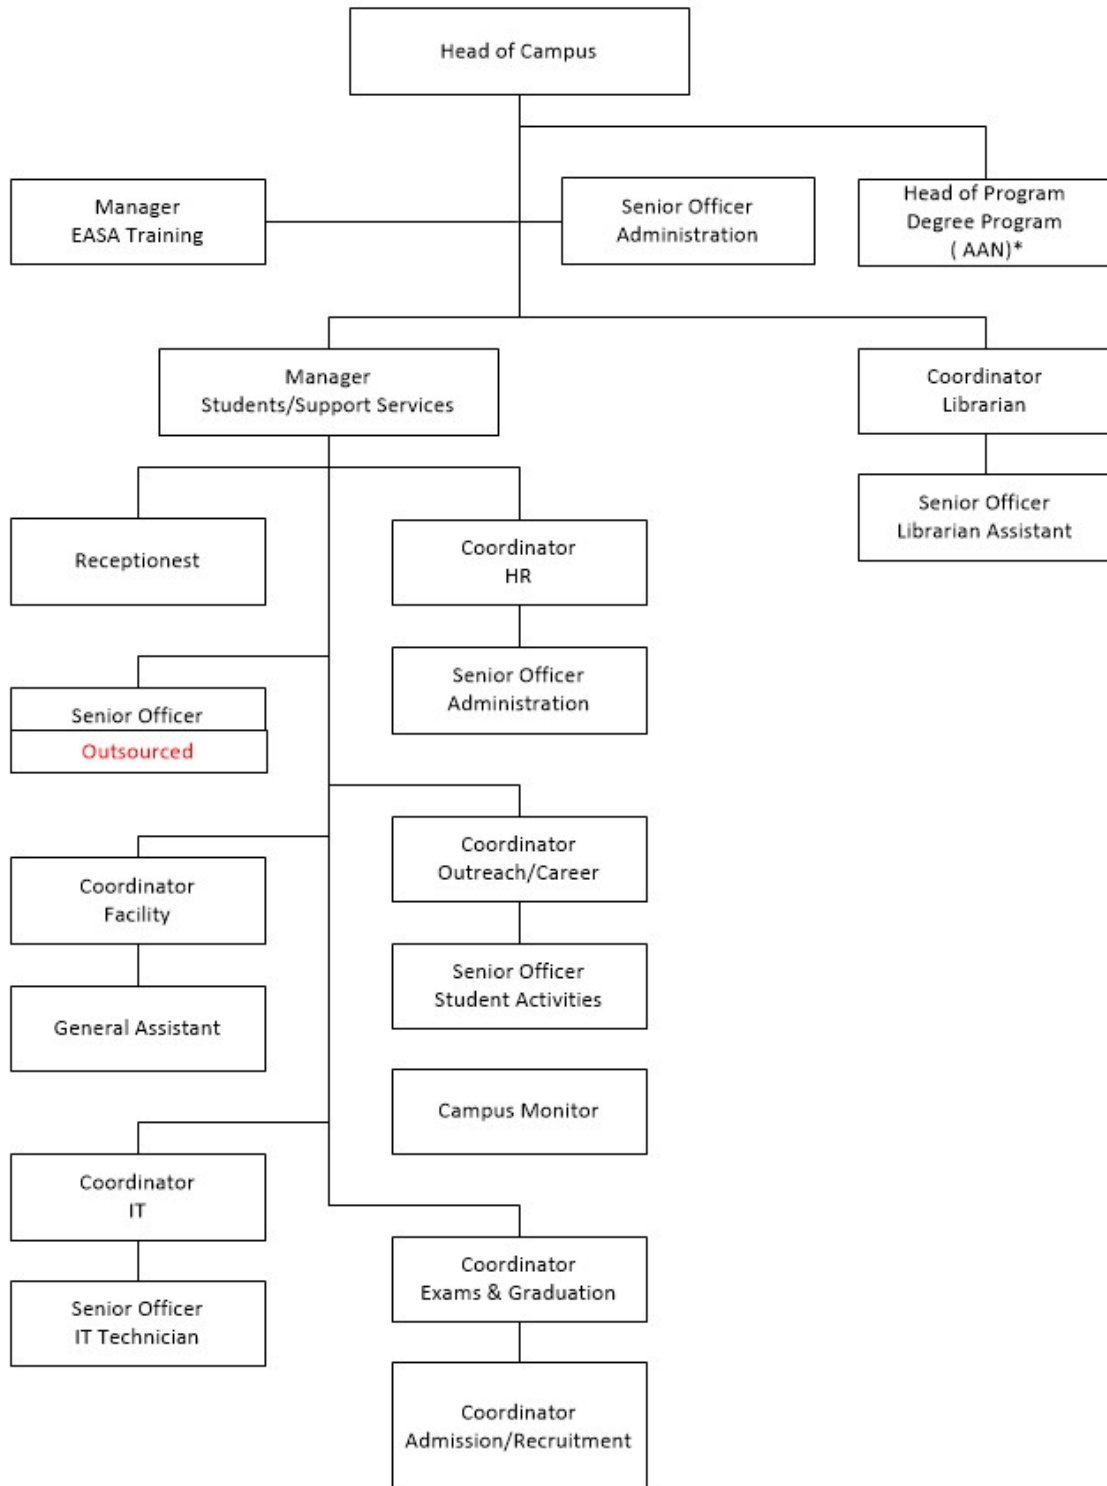 Head of Campus
Manager
EASA Training
Senior Officer
Administration
Head of Program
Degree Program
( AAN)*
Manager
Students/Support Services
Coordinator
Librarian
Senior Officer
Librarian Assistant
Receptionest
Coordinator
HR
Senior Officer
Administration
Senior Officer
Outsourced
Coordinator
Outreach/Career
Coordinator
Facility
Senior Officer
Student Activities
General Assistant
Campus Monitor
Coordinator
IT
Coordinator
Exams & Graduation
Senior Officer
IT Technician
Coordinator
Admission/Recruitment